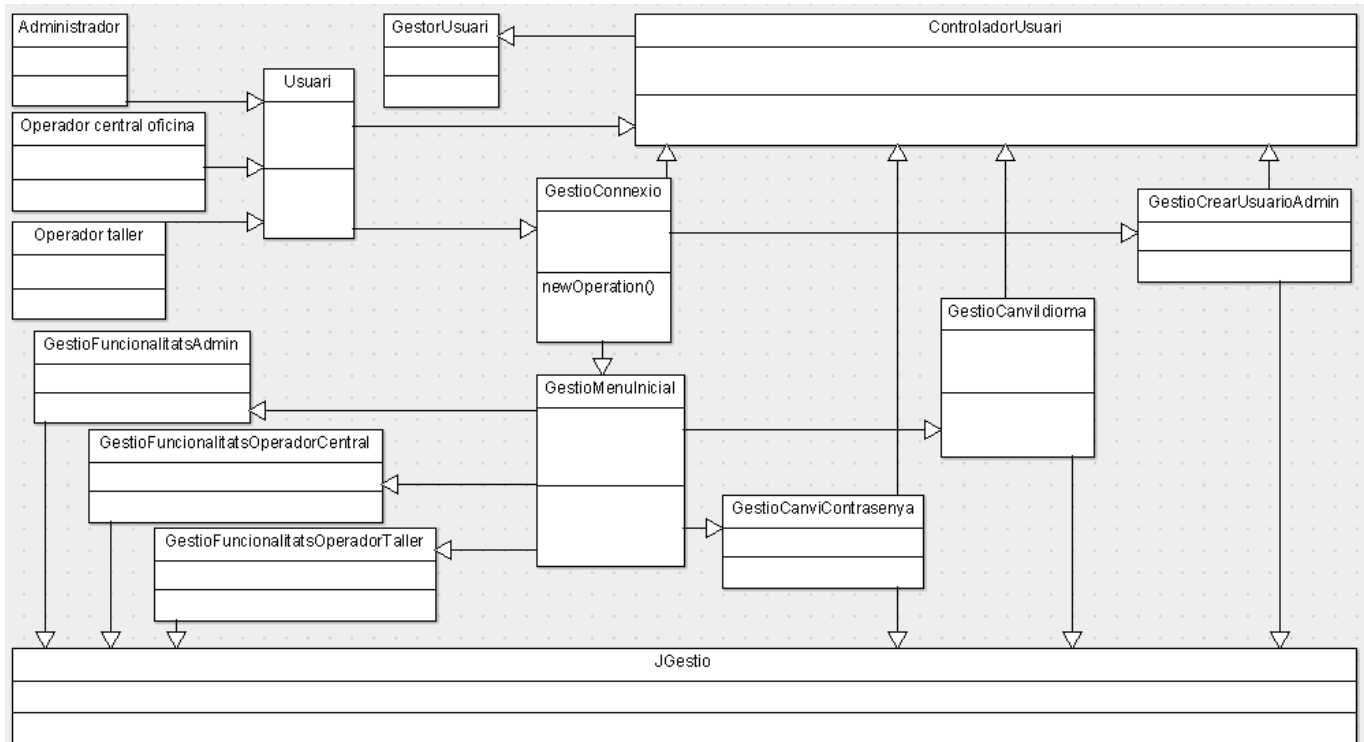 Administrador
GestorUsuari
ControladorUsuari
Usuari
Operador central oficina
GestioConnexio
GestioCrearUsuarioAdmin
Operador taller
newOperation()
GestioCanviIdioma
GestioFuncionalitatsAdmin
GestioMenuInicial
GestioFuncionalitatsOperadorCentral
GestioCanviContrasenya
GestioFuncionalitatsOperadorTaller
JGestio